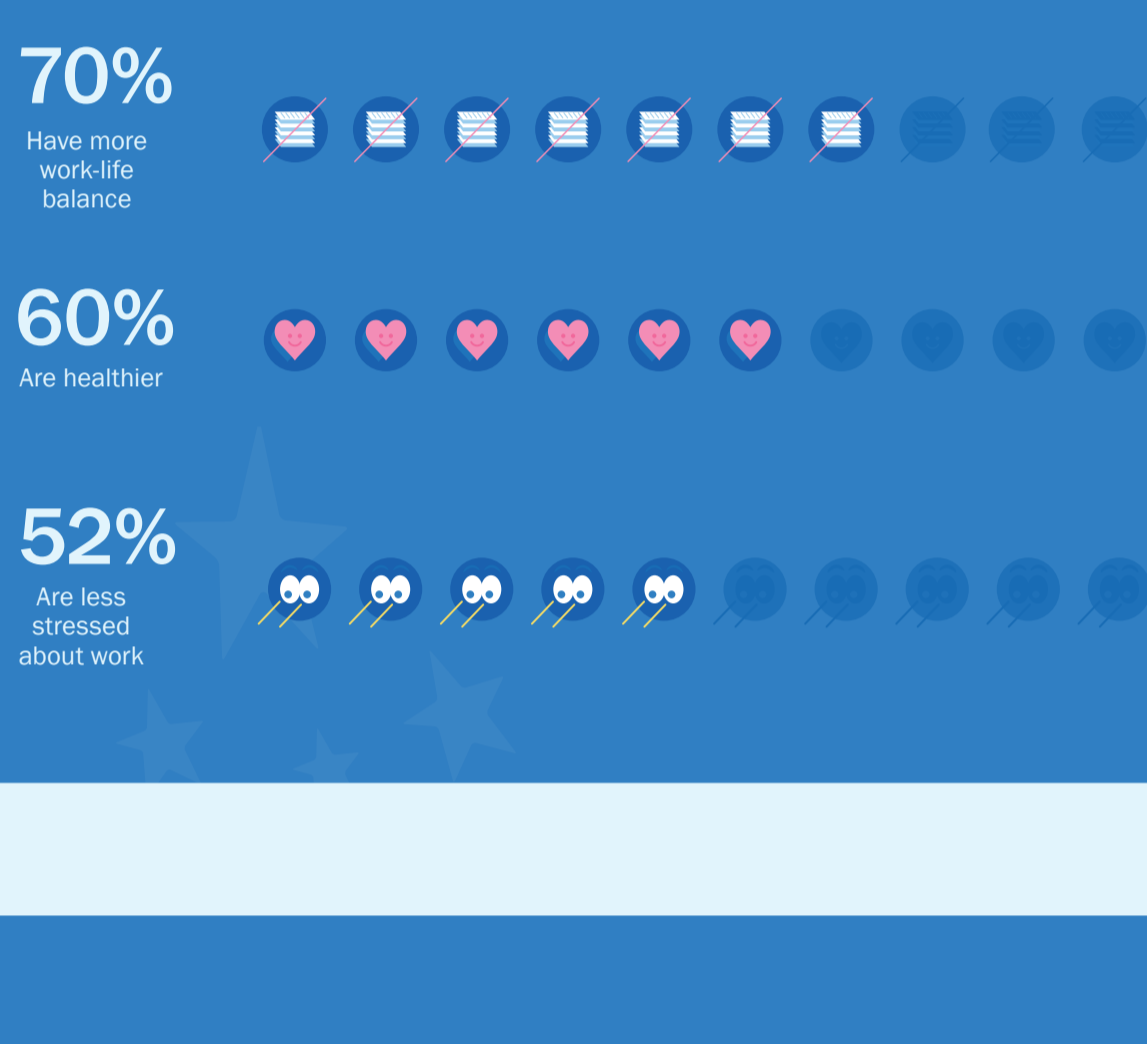 70%
Have more
work-life
balance
60%
Are healthier
52%
Are less
stressed
about work